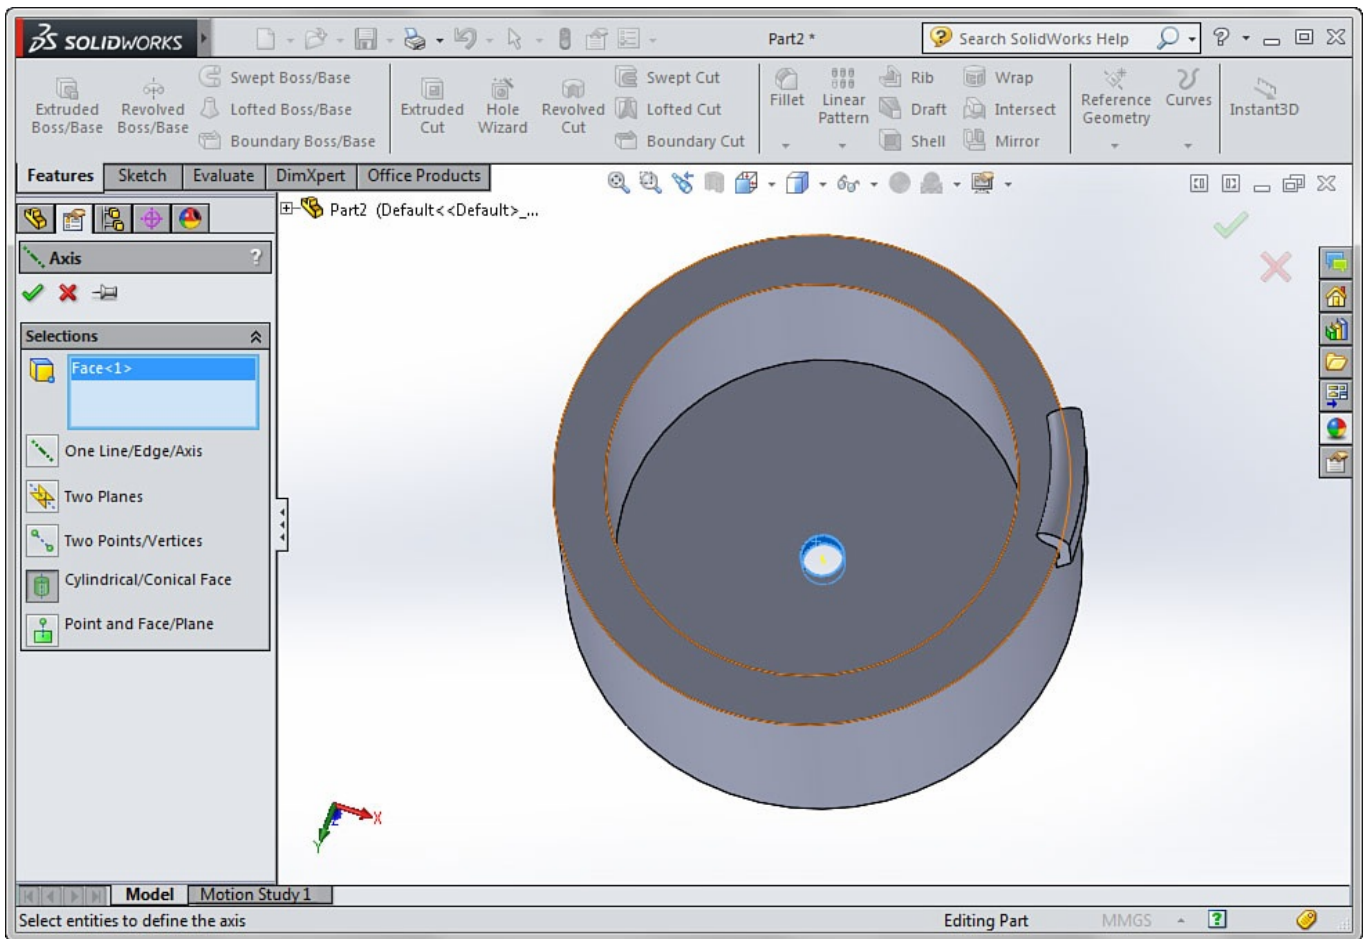 SOLIDWORKS
Part2 *
Search SolidWorks Help
Extruded Boss/Base
Revolved Boss/Base
Swept Boss/Base
Lofted Boss/Base
Boundary Boss/Base
Extruded Cut
Hole Wizard
Revolved Cut
Swept Cut
Lofted Cut
Boundary Cut
Fillet
Linear Pattern
Rib
Draft
Shell
Wrap
Intersect
Mirror
Reference Geometry
Curves
Instant3D
Features
Sketch
Evaluate
DimXpert
Office Products
Part2 (Default<<Default>_...
Axis
?
Selections
Face<1>
One Line/Edge/Axis
Two Planes
Two Points/Vertices
Cylindrical/Conical Face
Point and Face/Plane
X
Y
Z
Model
Motion Study 1
Select entities to define the axis
Editing Part
MMGS
?